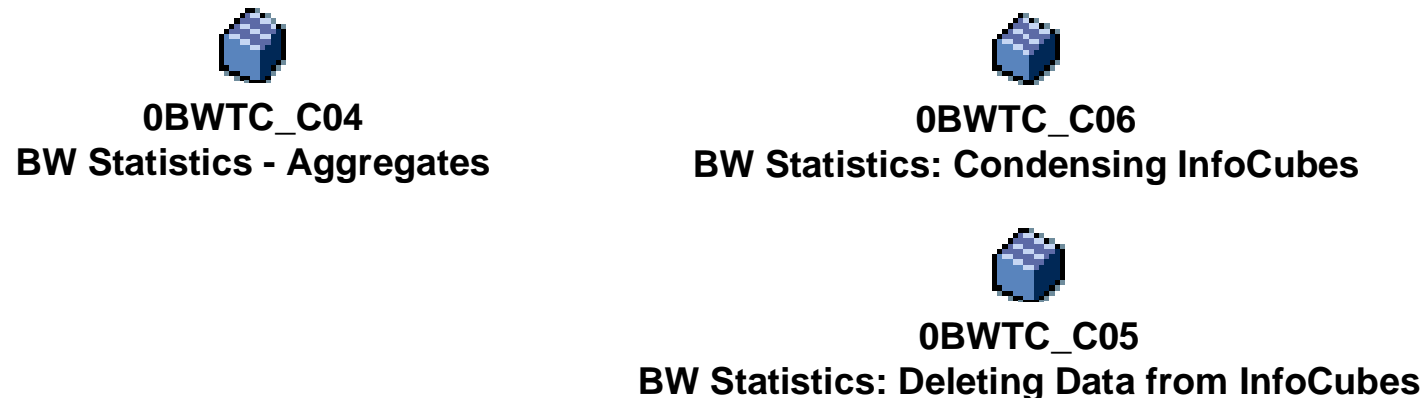 0BWTC_C04
BW Statistics - Aggregates
0BWTC_C06
BW Statistics: Condensing InfoCubes
0BWTC_C05
BW Statistics: Deleting Data from InfoCubes